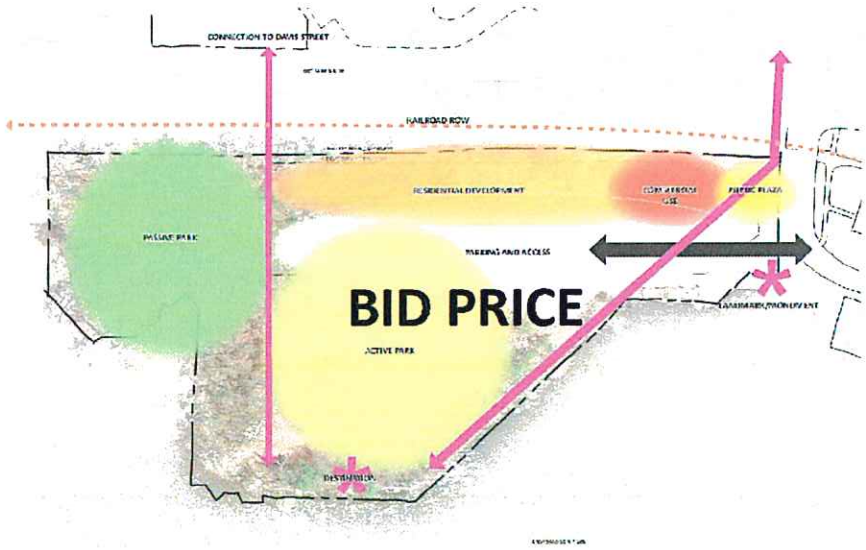 CONNECTION TO DAVIS STREET
RAILROAD ROW
RESIDENTIAL DEVELOPMENT
COMMERCIAL
USE
PUBLIC PLAZA
PASSIVE PARK
PARKING AND ACCESS
BID PRICE
LANDMARK/MONUMENT
ACTIVE PARK
DESTINATION